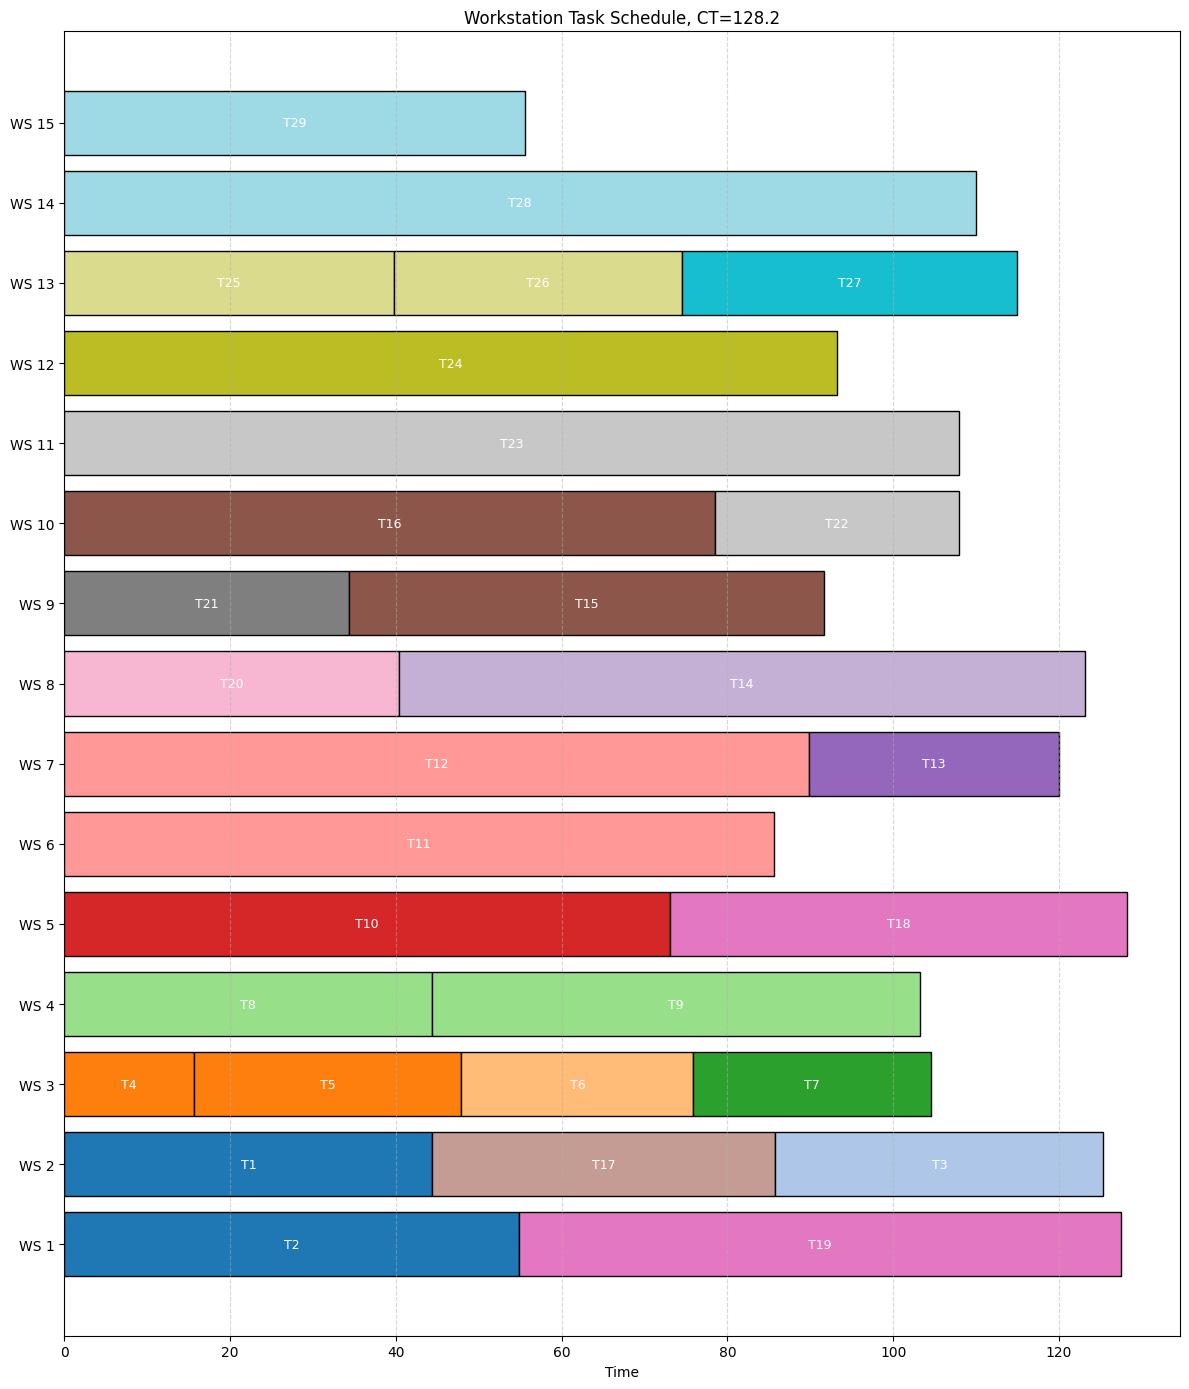 Workstation Task Schedule, CT=128.2
WS 15
T29
WS 14
T28
WS 13
T25 T26 T27
WS 12
T24
WS 11
T23
WS 10
T16 T22
WS 9
T21 T15
WS 8
T20 T14
WS 7
T12 T13
WS 6
T11
WS 5
T10 T18
WS 4
T8 T9
WS 3
T4 T5 T6 T7
WS 2
T1 T17 T3
WS 1
T2 T19
0 20 40 60 80 100 120
Time